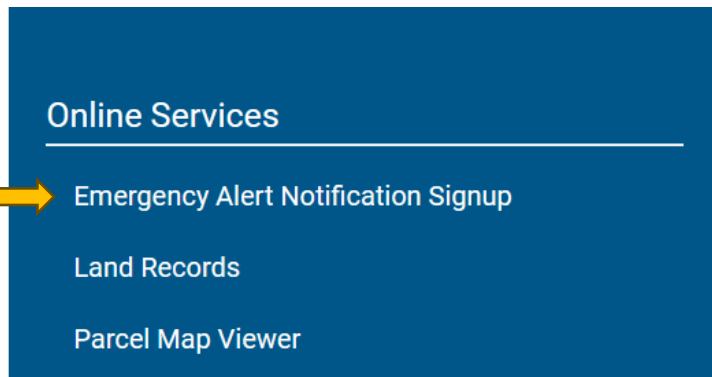 Online Services
Emergency Alert Notification Signup
Land Records
Parcel Map Viewer